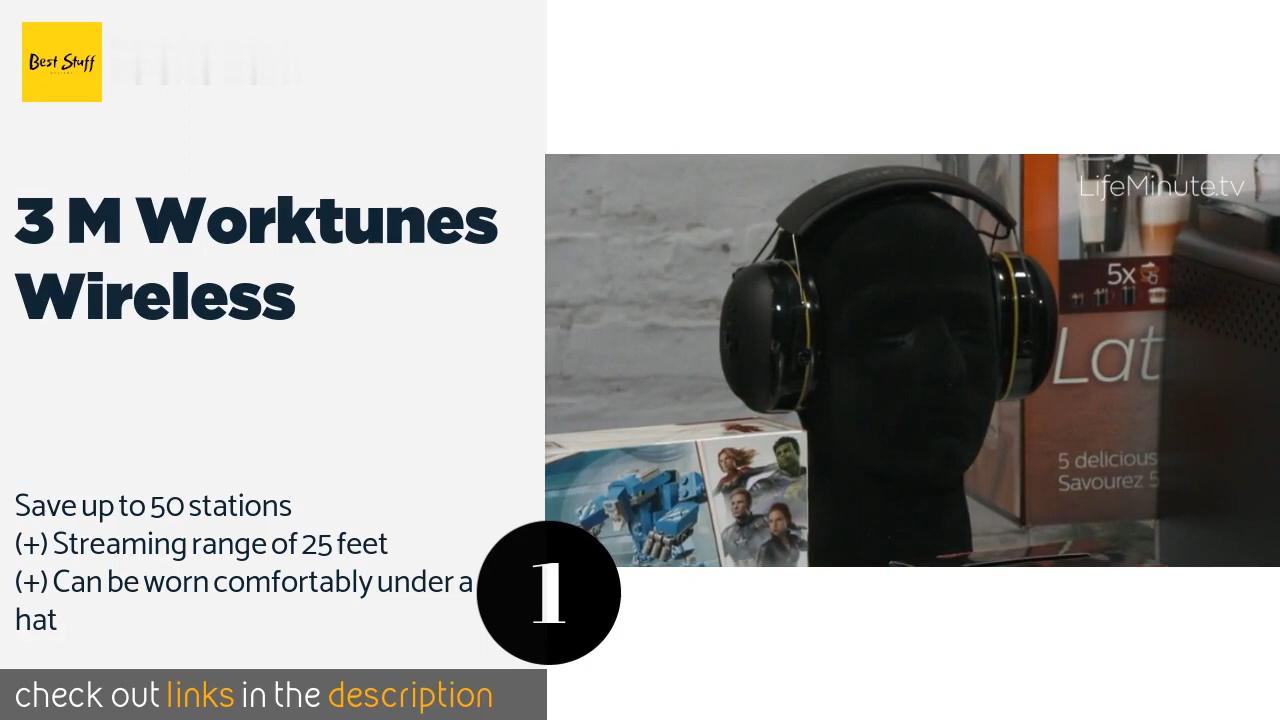 Best Stuff
3 M Worktunes
Wireless
Save up to 50 stations
(+) Streaming range of 25 feet
(+) Can be worn comfortably under a
hat
1
check out links in the description
LifeMinute.tv
5x
Lat
5 delicious
Savourez 5